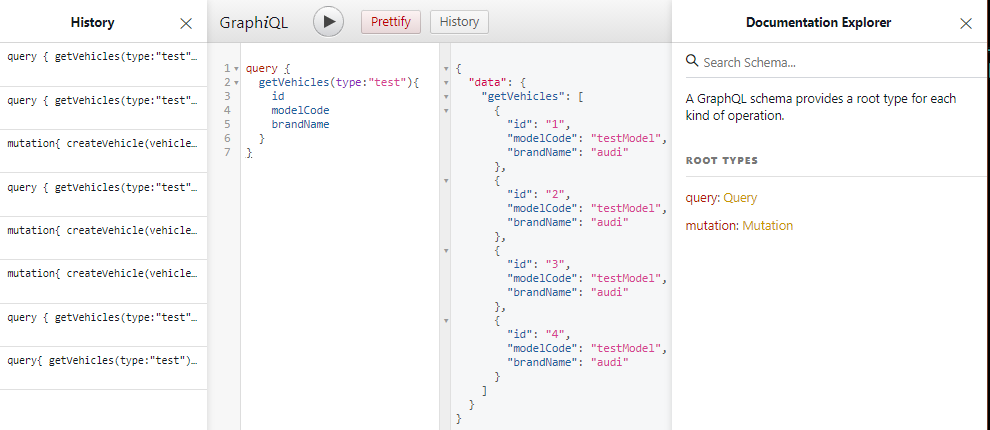 History
query { getVehicles(type:"test"…
query { getVehicles(type:"test"…
mutation{ createVehicle(vehicle…
query { getVehicles(type:"test"…
mutation{ createVehicle(vehicle…
mutation{ createVehicle(vehicle…
query { getVehicles(type:"test"…
query{ getVehicles(type:"test")…
GraphiQL
Prettify
History
1 query {
2 getVehicles(type:"test"){
3 id
4 modelCode
5 brandName
6 }
7 }
{
"data": {
"getVehicles": [
{
"id": "1",
"modelCode": "testModel",
"brandName": "audi"
},
{
"id": "2",
"modelCode": "testModel",
"brandName": "audi"
},
{
"id": "3",
"modelCode": "testModel",
"brandName": "audi"
},
{
"id": "4",
"modelCode": "testModel",
"brandName": "audi"
}
]
}
}
Documentation Explorer
Search Schema...
A GraphQL schema provides a root type for each
kind of operation.
ROOT TYPES
query: Query
mutation: Mutation